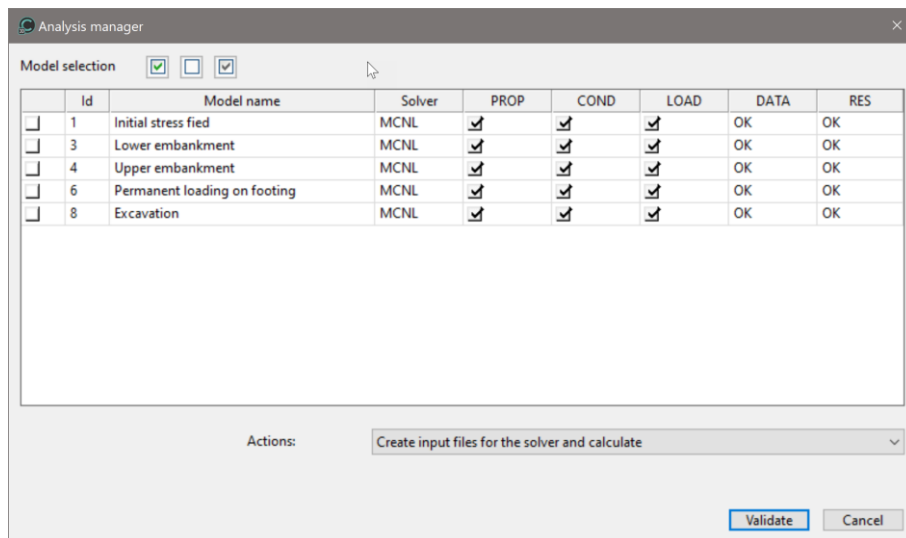 Analysis manager
Model selection
Id Model name Solver PROP COND LOAD DATA RES
1 Initial stress fied MCNL OK OK
3 Lower embankment MCNL OK OK
4 Upper embankment MCNL OK OK
6 Permanent loading on footing MCNL OK OK
8 Excavation MCNL OK OK
Actions: Create input files for the solver and calculate
Validate Cancel